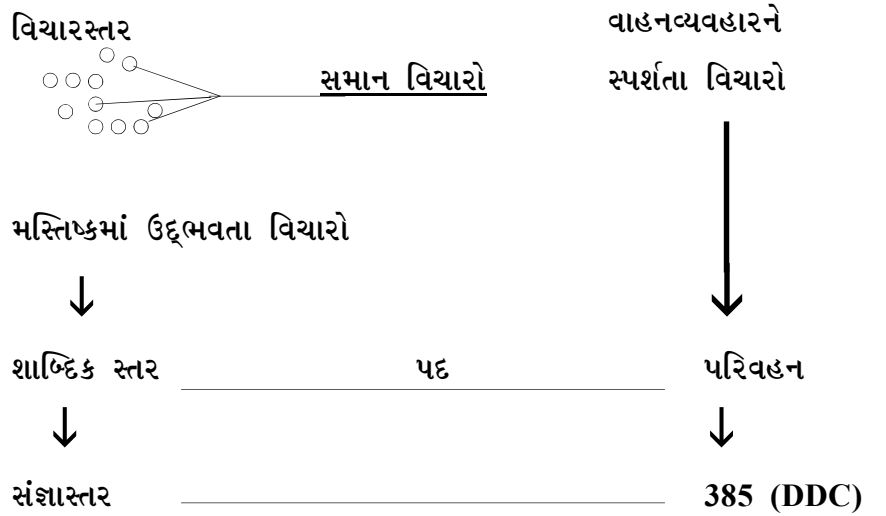 વિચારસ્તર
વાહનવ્યવહારને
સમાન વિચારો
સ્પર્શતા વિચારો
મસ્તિષ્કમાં ઉદ્‌ભવતા વિચારો
શાબ્દિક સ્તર પદ પરિવહન
સંજ્ઞાસ્તર 385 (DDC)